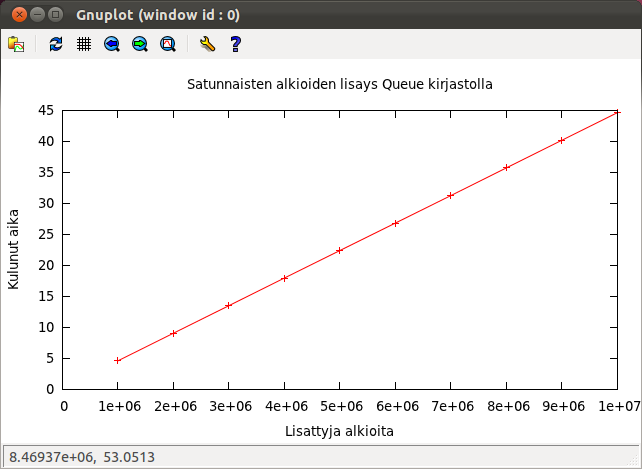 Gnuplot (window id : 0)
Satunnaisten alkioiden lisays Queue kirjastolla
45
40
35
30
25
20
15
10
5
0
Kulunut aika
0 1e+06 2e+06 3e+06 4e+06 5e+06 6e+06 7e+06 8e+06 9e+06 1e+07
Lisattyja alkioita
8.46937e+06, 53.0513